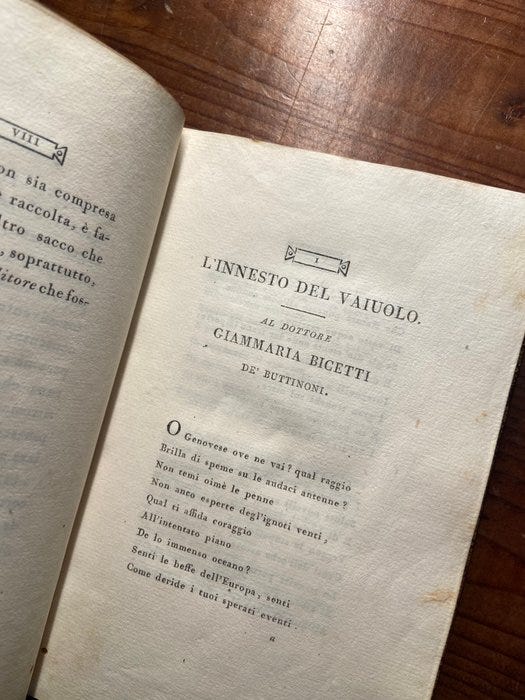 VIII
on sia compresa
è raccolta, è fa-
ltro sacco che
, soprattutto,
ditore che fos-
I
L'INNESTO DEL VAIUOLO.
AL DOTTORE
GIAMMARIA BICETTI
DE' BUTTINONI.
O Genovese ove ne vai? qual raggio
Brilla di speme su le audaci antenne?
Non temi oimè le penne
Non anco esperte degl'ignoti venti,
Qual ti affida coraggio
All'intentato piano
De lo immenso oceano?
Senti le beffe dell'Europa, senti
Come deride i tuoi sperati eventi.
a